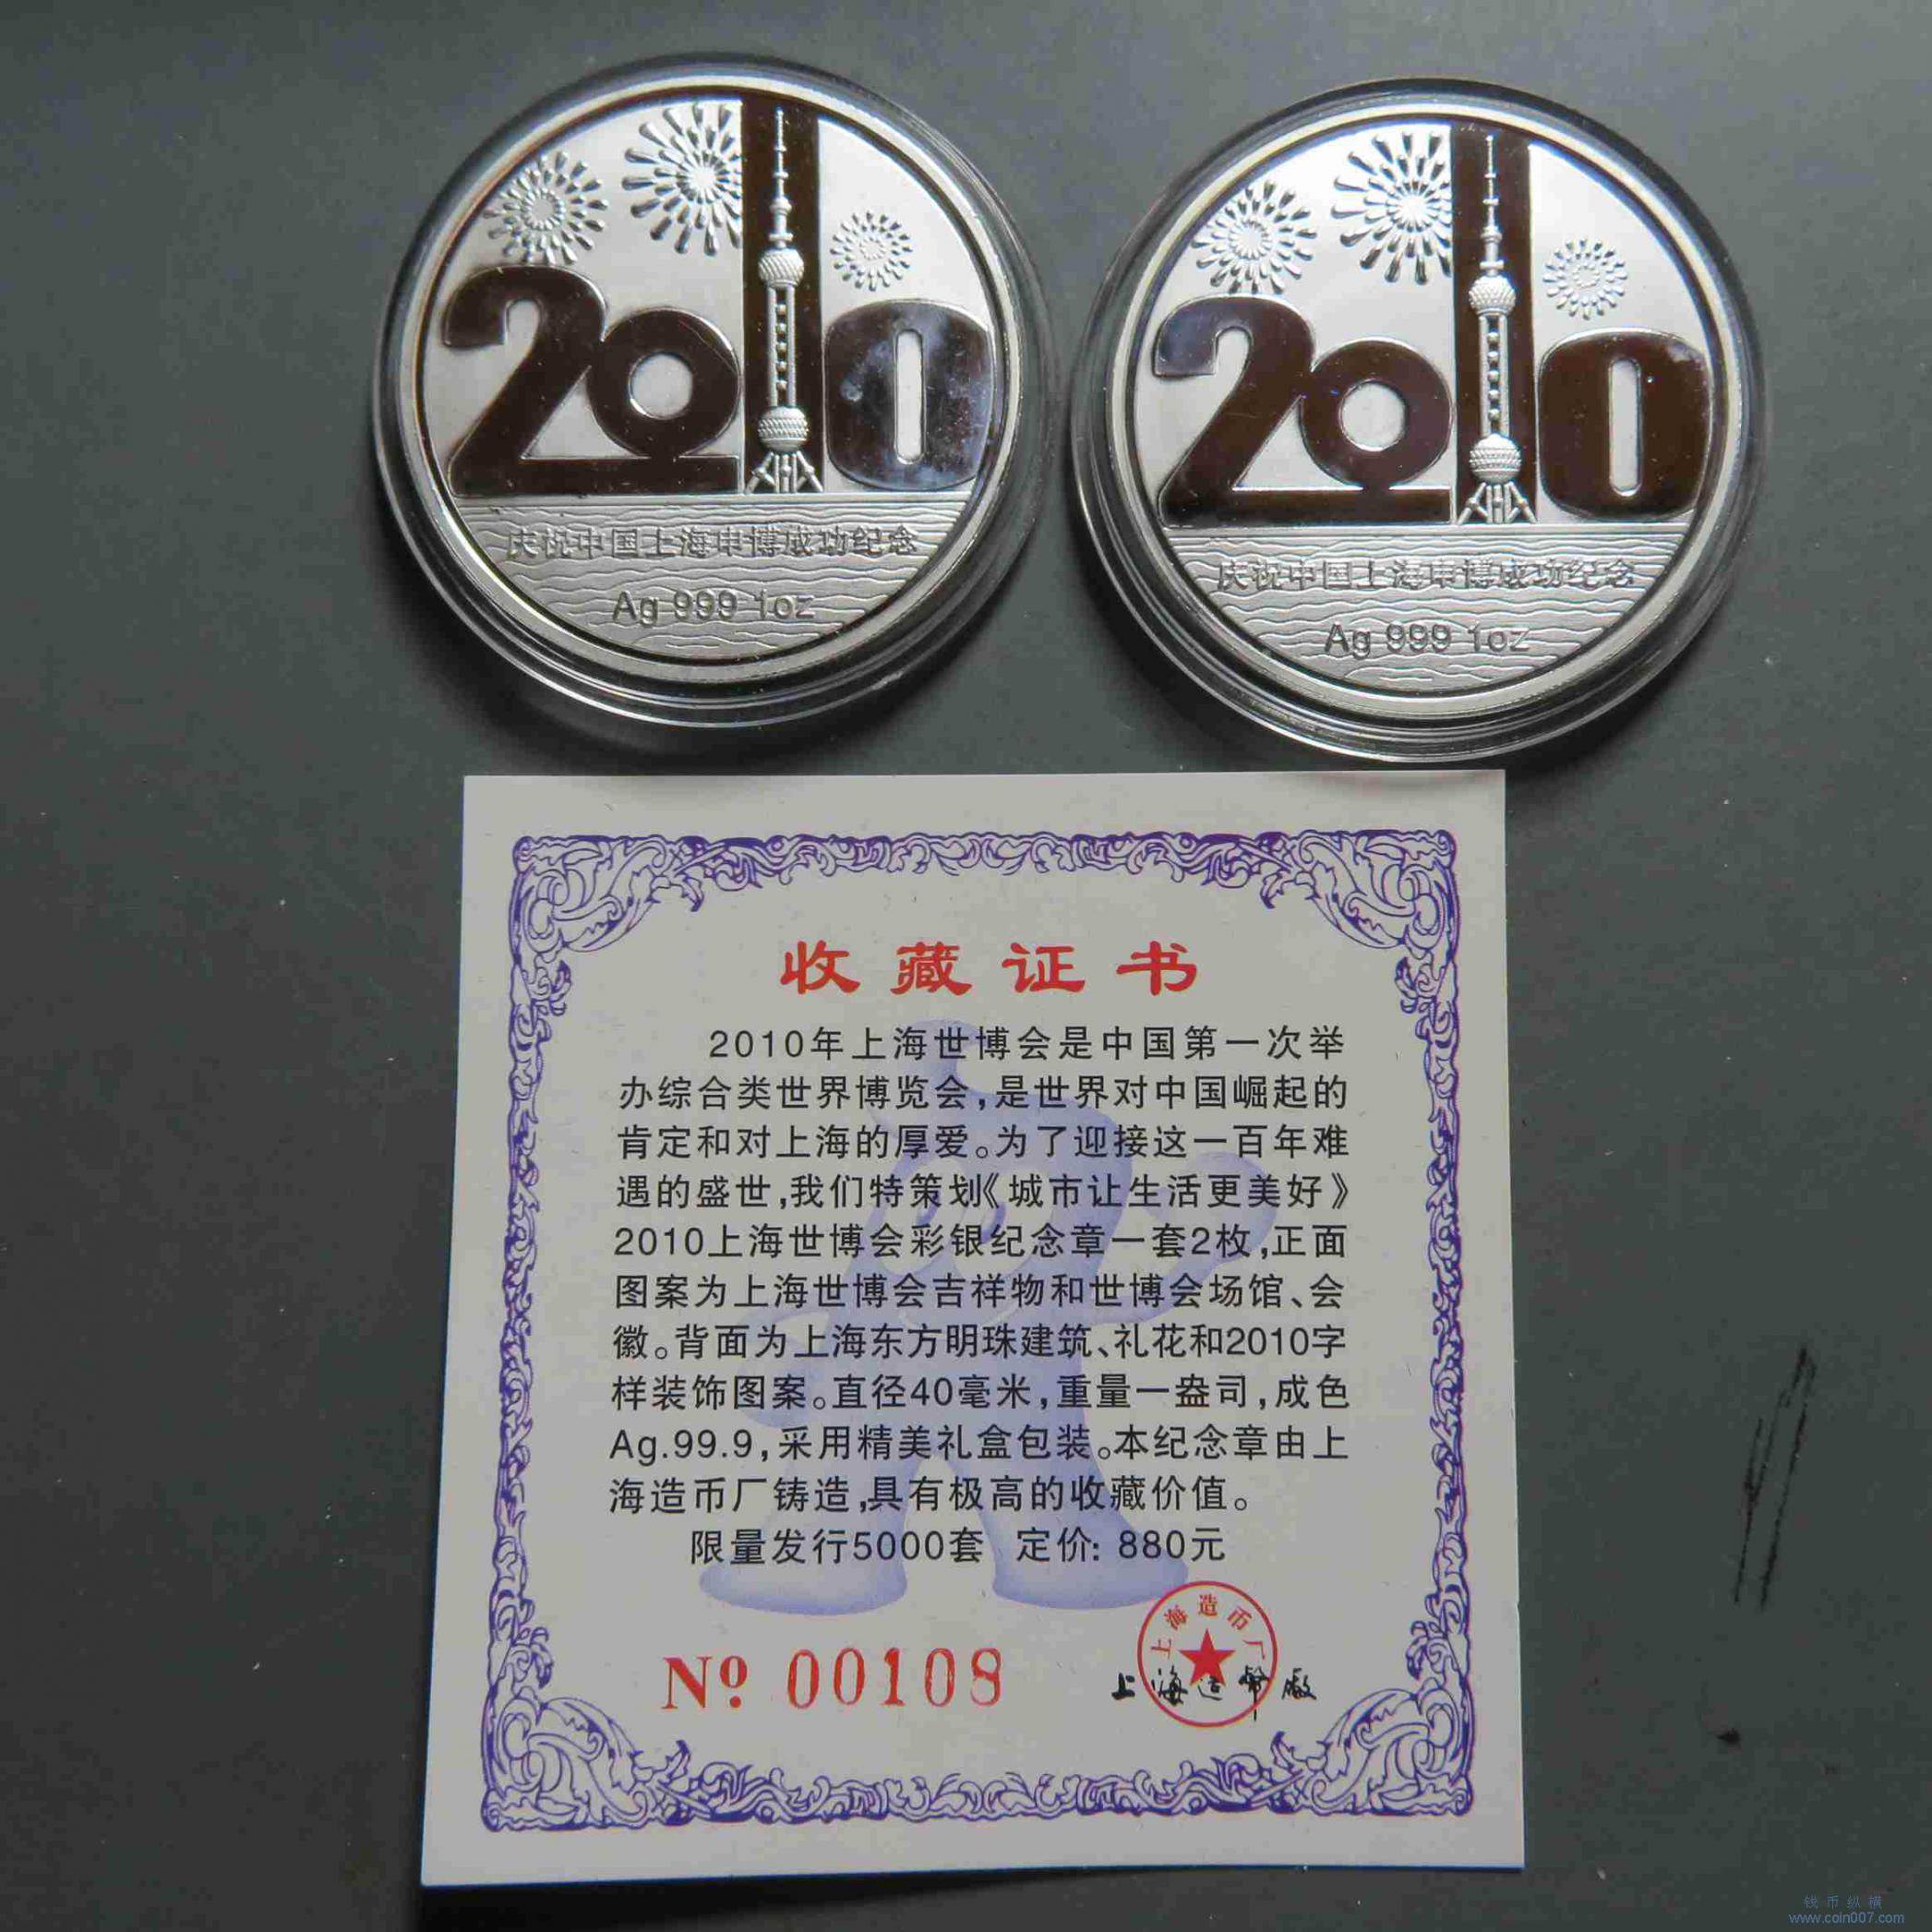 2010
庆祝中国上海申博成功纪念
Ag 999 1oz
2010
庆祝中国上海申博成功纪念
Ag 999 1oz
收藏证书
2010年上海世博会是中国第一次举
办综合类世界博览会,是世界对中国崛起的
肯定和对上海的厚爱。为了迎接这一百年难
遇的盛世,我们特策划《城市让生活更美好》
2010上海世博会彩银纪念章一套2枚,正面
图案为上海世博会吉祥物和世博会场馆、会
徽。背面为上海东方明珠建筑、礼花和2010字
样装饰图案。直径40毫米,重量一盎司,成色
Ag.99.9,采用精美礼盒包装。本纪念章由上
海造币厂铸造,具有极高的收藏价值。
限量发行5000套 定价: 880元
上海造币厂
Nº 00108
上海造幣廠
钱币纵横
www.coin007.com